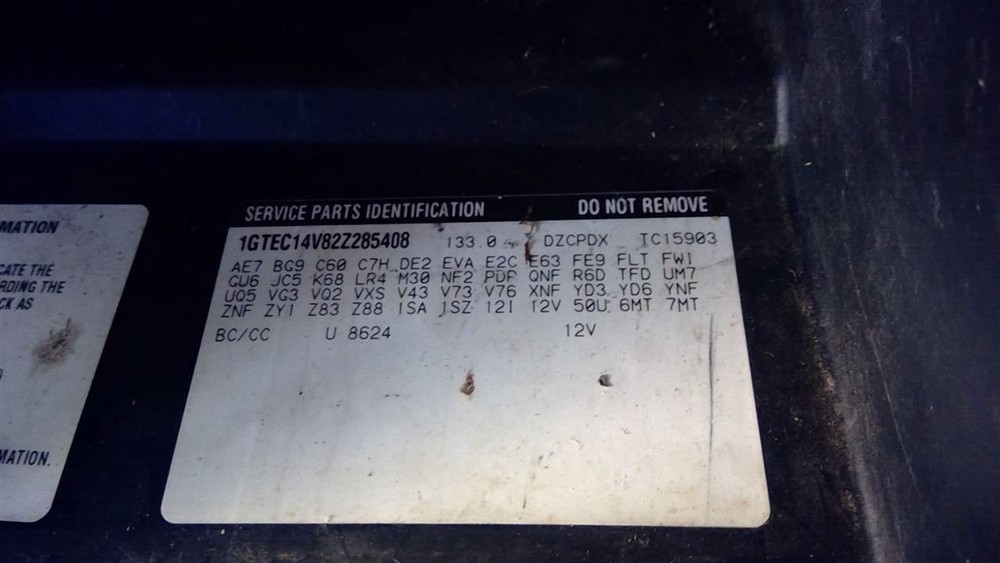 MATION
CATE THE
RDING THE
CK AS
MATION.
SERVICE PARTS IDENTIFICATION DO NOT REMOVE
1GTEC14V82Z285408 133.0 DZCPDX TC15903
AE7 BG9 C60 C7H DE2 EVA E2C E63 FE9 FLT FW1
GU6 JC5 K68 LR4 M30 NF2 PDP QNF R6D TFD UM7
UQ5 VG3 VQ2 VXS V43 V73 V76 XNF YD3 YD6 YNF
ZNF ZY1 Z83 Z88 1SA 1SZ 12I 12V 50U 6MT 7MT
BC/CC U 8624 12V